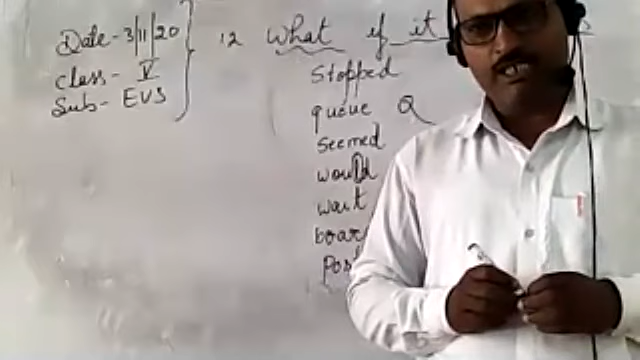 Date-3/11/20
Class- V
Sub- EVS
12 What if it
Stopped
queue Q
Seemed
would
wait